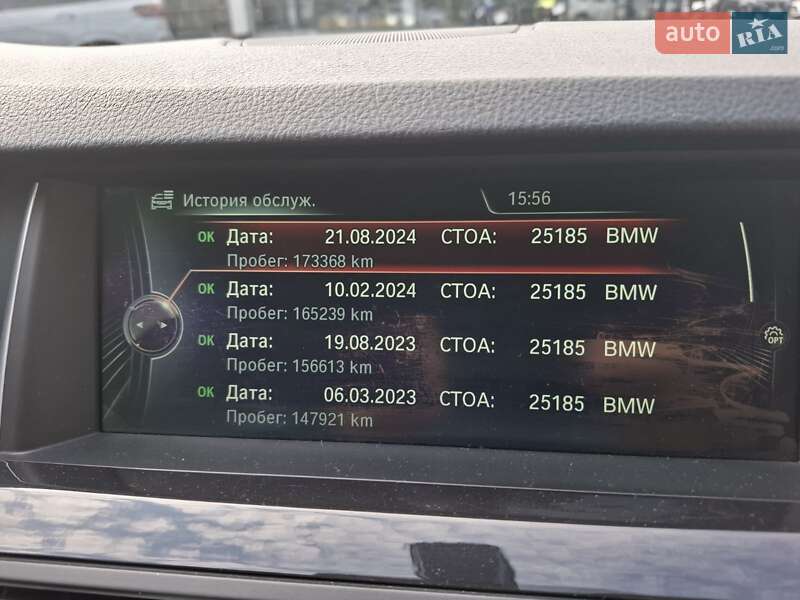 auto RIA.com
История обслуж. 15:56
OK Дата: 21.08.2024 СТОА: 25185 BMW
Пробег: 173368 km
OK Дата: 10.02.2024 СТОА: 25185 BMW
Пробег: 165239 km
OK Дата: 19.08.2023 СТОА: 25185 BMW
Пробег: 156613 km
OK Дата: 06.03.2023 СТОА: 25185 BMW
Пробег: 147921 km
OPT